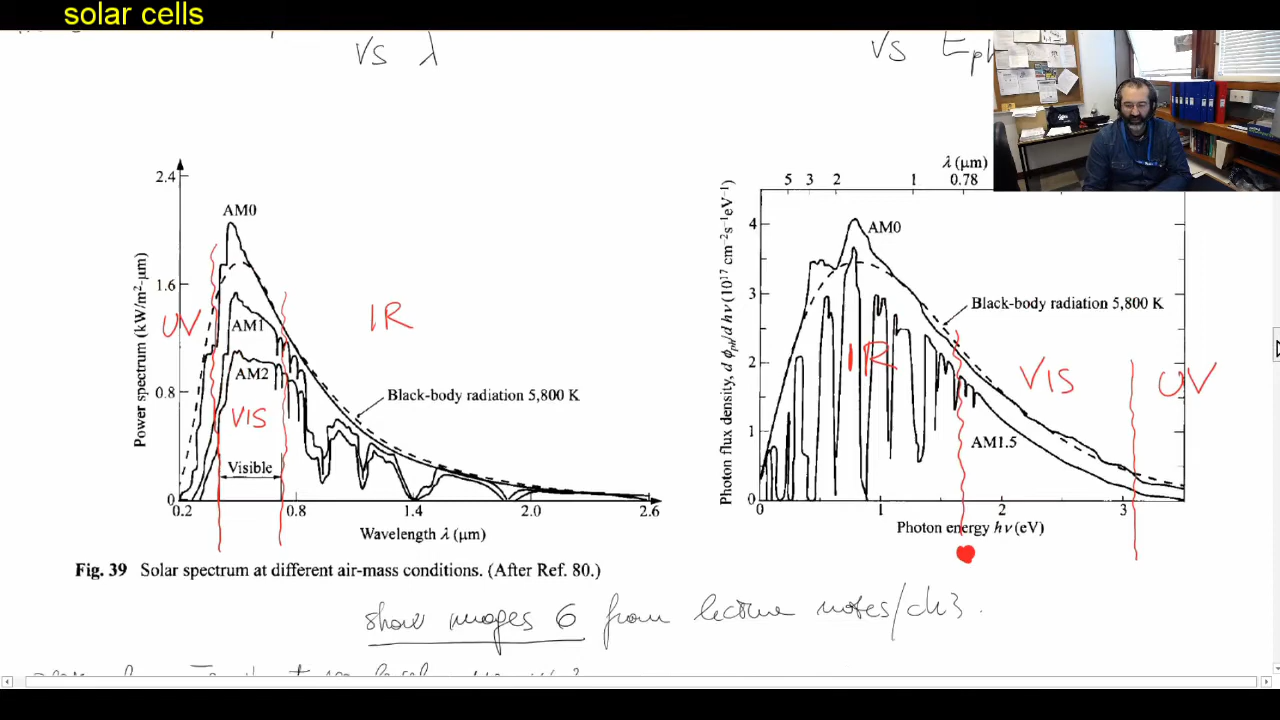 solar cells
VS λ
VS Eph
2.4
1.6
0.8
0
Power spectrum (kW/m²-μm)
AM0
AM1
AM2
UV
VIS
IR
Visible
Black-body radiation 5,800 K
0.2 0.8 1.4 2.0 2.6
Wavelength λ (μm)
λ (μm)
5 3 2 1 0.78
4
3
2
1
0
Photon flux density, d ϕph/d hν (10¹⁷ cm⁻²s⁻¹eV⁻¹)
AM0
Black-body radiation 5,800 K
IR
VIS
UV
AM1.5
0 1 2 3
Photon energy hν (eV)
Fig. 39 Solar spectrum at different air-mass conditions. (After Ref. 80.)
show images 6 from lecture notes/ch3.